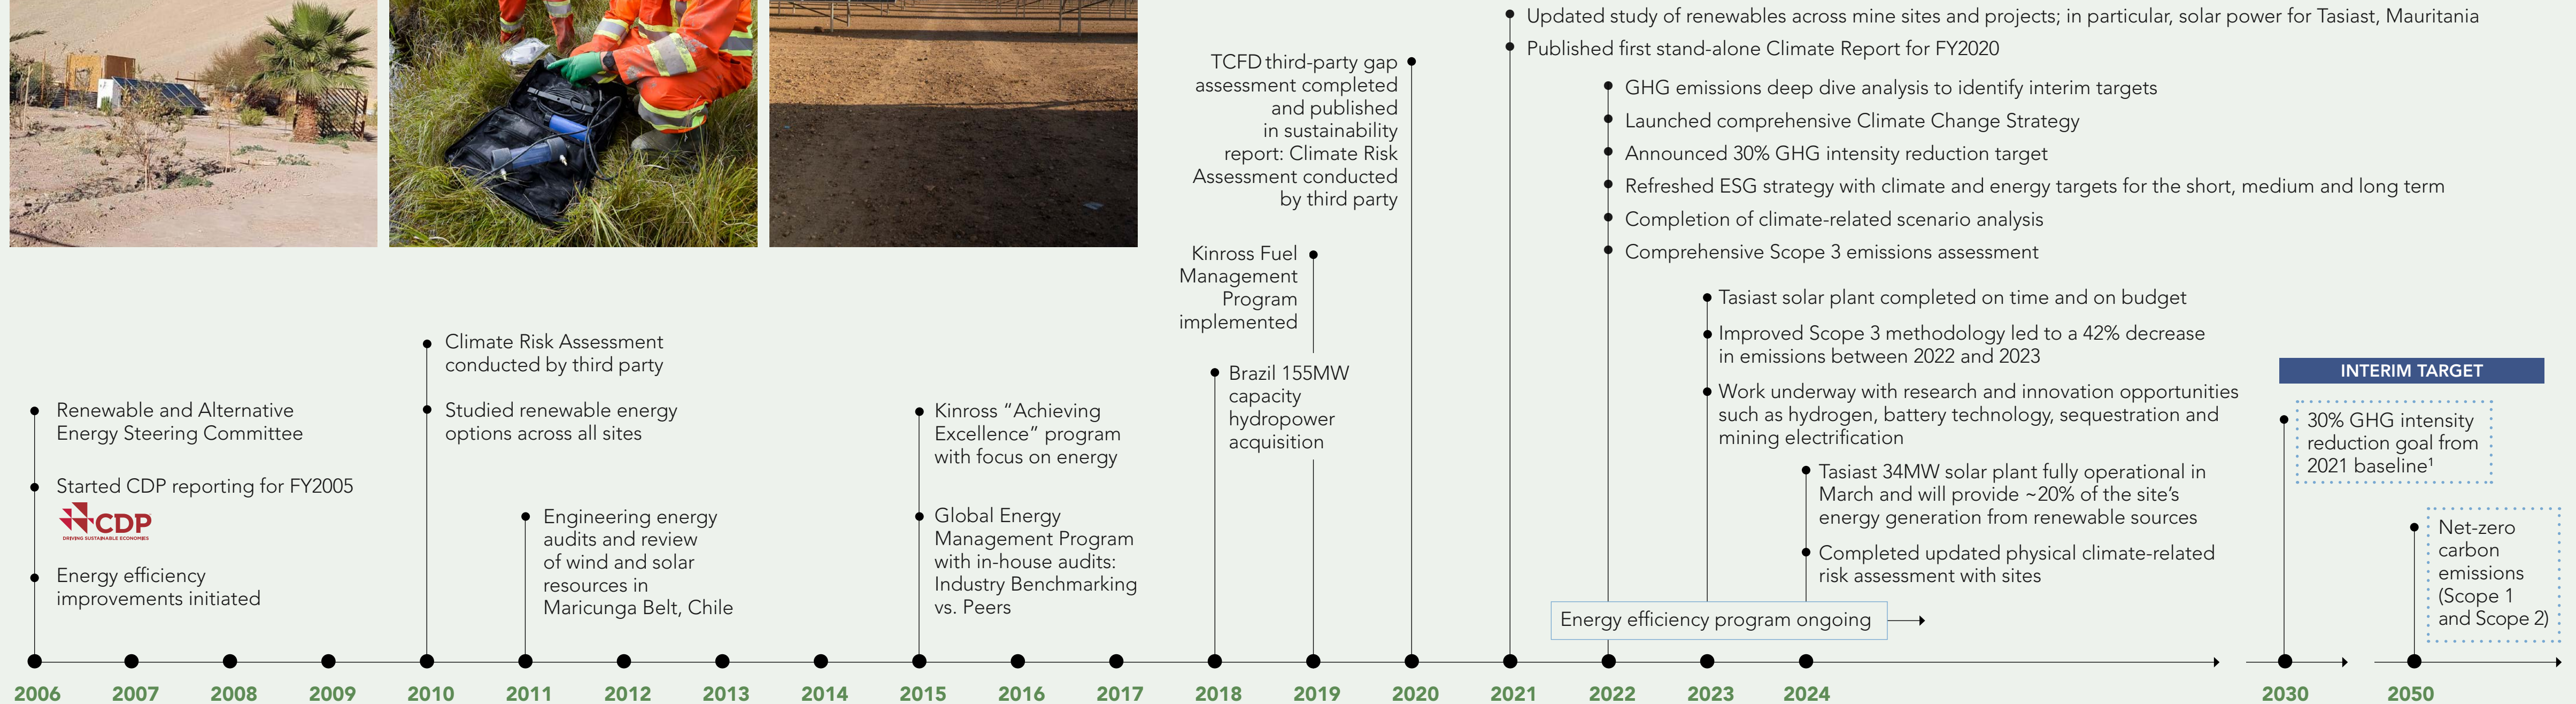 Updated study of renewables across mine sites and projects; in particular, solar power for Tasiast, Mauritania
Published first stand-alone Climate Report for FY2020
TCFD third-party gap
assessment completed
and published
in sustainability
report: Climate Risk
Assessment conducted
by third party
GHG emissions deep dive analysis to identify interim targets
Launched comprehensive Climate Change Strategy
Announced 30% GHG intensity reduction target
Refreshed ESG strategy with climate and energy targets for the short, medium and long term
Completion of climate-related scenario analysis
Comprehensive Scope 3 emissions assessment
Kinross Fuel
Management
Program
implemented
Tasiast solar plant completed on time and on budget
Improved Scope 3 methodology led to a 42% decrease
in emissions between 2022 and 2023
Work underway with research and innovation opportunities
such as hydrogen, battery technology, sequestration and
mining electrification
Climate Risk Assessment
conducted by third party
Studied renewable energy
options across all sites
Brazil 155MW
capacity
hydropower
acquisition
INTERIM TARGET
30% GHG intensity
reduction goal from
2021 baseline¹
Renewable and Alternative
Energy Steering Committee
Started CDP reporting for FY2005
CDP
DRIVING SUSTAINABLE ECONOMIES
Energy efficiency
improvements initiated
Engineering energy
audits and review
of wind and solar
resources in
Maricunga Belt, Chile
Kinross “Achieving
Excellence” program
with focus on energy
Global Energy
Management Program
with in-house audits:
Industry Benchmarking
vs. Peers
Tasiast 34MW solar plant fully operational in
March and will provide ~20% of the site’s
energy generation from renewable sources
Completed updated physical climate-related
risk assessment with sites
Energy efficiency program ongoing
Net-zero
carbon
emissions
(Scope 1
and Scope 2)
2006 2007 2008 2009 2010 2011 2012 2013 2014 2015 2016 2017 2018 2019 2020 2021 2022 2023 2024 2030 2050